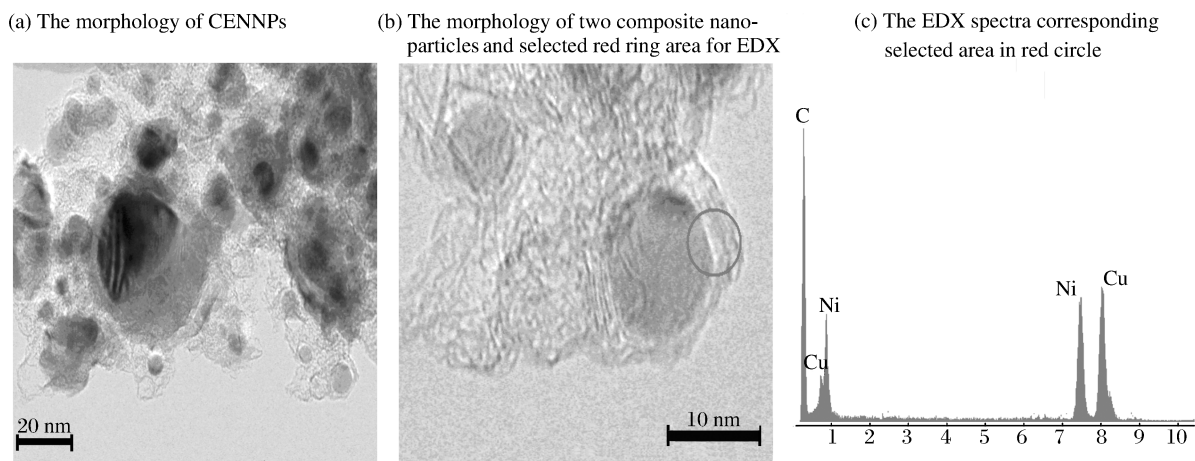 (a) The morphology of CENNPs
(b) The morphology of two composite nano-
particles and selected red ring area for EDX
(c) The EDX spectra corresponding
selected area in red circle
20 nm
10 nm
C
Ni
Cu
Ni
Cu
1 2 3 4 5 6 7 8 9 10